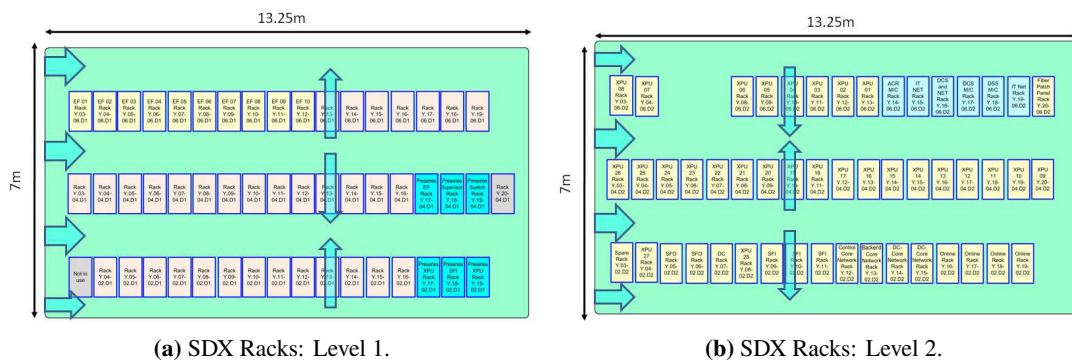 13.25m
7m
EF 01
Rack
Y.03-
06.D1
EF 02
Rack
Y.04-
06.D1
EF 03
Rack
Y.05-
06.D1
EF 04
Rack
Y.06-
06.D1
EF 05
Rack
Y.07-
06.D1
EF 06
Rack
Y.08-
06.D1
EF 07
Rack
Y.09-
06.D1
EF 08
Rack
Y.10-
06.D1
EF 09
Rack
Y.11-
06.D1
EF 10
Rack
Y.12-
06.D1
Rack
Y.13-
06.D1
Rack
Y.14-
06.D1
Rack
Y.15-
06.D1
Rack
Y.16-
06.D1
Rack
Y.17-
06.D1
Rack
Y.18-
06.D1
Rack
Y.19-
06.D1
Rack
Y.03-
04.D1
Rack
Y.04-
04.D1
Rack
Y.05-
04.D1
Rack
Y.06-
04.D1
Rack
Y.07-
04.D1
Rack
Y.08-
04.D1
Rack
Y.09-
04.D1
Rack
Y.10-
04.D1
Rack
Y.11-
04.D1
Rack
Y.12-
04.D1
Rack
Y.13-
04.D1
Rack
Y.14-
04.D1
Rack
Y.15-
04.D1
Rack
Y.16-
04.D1
Preseries
EF
Rack
Y.17-
04.D1
Preseries
Supervisor
Rack
Y.18-
04.D1
Preseries
Switch
Rack
Y.19-
04.D1
Rack
Y.20-
04.D1
Not in
use
Rack
Y.04-
02.D1
Rack
Y.05-
02.D1
Rack
Y.06-
02.D1
Rack
Y.07-
02.D1
Rack
Y.08-
02.D1
Rack
Y.09-
02.D1
Rack
Y.10-
02.D1
Rack
Y.11-
02.D1
Rack
Y.12-
02.D1
Rack
Y.13-
02.D1
Rack
Y.14-
02.D1
Rack
Y.15-
02.D1
Rack
Y.16-
02.D1
Preseries
XPU
Rack
Y.17-
02.D1
Preseries
SFI
Rack
Y.18-
02.D1
Preseries
XPU
Rack
Y.19-
02.D1
(a) SDX Racks: Level 1.
13.25m
7m
XPU
08
Rack
Y.03-
06.D2
XPU
07
Rack
Y.04-
06.D2
XPU
06
Rack
Y.08-
06.D2
XPU
05
Rack
Y.09-
06.D2
XPU
04
Rack
Y.10-
06.D2
XPU
03
Rack
Y.11-
06.D2
XPU
02
Rack
Y.12-
06.D2
XPU
01
Rack
Y.13-
06.D2
ACR
M/C
Rack
Y.14-
06.D2
IT
NET
Rack
Y.15-
06.D2
DCS
and
NET
Rack
Y.16-
06.D2
DCS
M/C
Rack
Y.17-
06.D2
DSS
M/C
Rack
Y.18-
06.D2
IT Net
Rack
Y.19-
06.D2
Fiber
Patch
Panel
Rack
Y.20-
06.D2
XPU
26
Rack
Y.03-
04.D2
XPU
25
Rack
Y.04-
04.D2
XPU
24
Rack
Y.05-
04.D2
XPU
23
Rack
Y.06-
04.D2
XPU
22
Rack
Y.07-
04.D2
XPU
21
Rack
Y.08-
04.D2
XPU
20
Rack
Y.09-
04.D2
XPU
19
Rack
Y.10-
04.D2
XPU
18
Rack
Y.11-
04.D2
XPU
17
Y.12-
04.D2
XPU
16
Y.13-
04.D2
XPU
15
Y.14-
04.D2
XPU
14
Y.15-
04.D2
XPU
13
Y.16-
04.D2
XPU
12
Y.17-
04.D2
XPU
11
Y.18-
04.D2
XPU
10
Y.19-
04.D2
XPU
09
Y.20-
04.D2
Spare
Rack
Y.03-
02.D2
XPU
27
Rack
Y.04-
02.D2
SFO
Rack
Y.05-
02.D2
SFO
Rack
Y.06-
02.D2
DC
Rack
Y.07-
02.D2
XPU
28
Rack
Y.08-
02.D2
SFI
Rack
Y.09-
02.D2
SFI
Rack
Y.10-
02.D2
SFI
Rack
Y.11-
02.D2
Control
Core
Network
Rack
Y.12-
02.D2
Backend
Core
Network
Rack
Y.13-
02.D2
DC-
Core
Network
Rack
Y.14-
02.D2
DC-
Core
Network
Rack
Y.15-
02.D2
Online
Rack
Y.16-
02.D2
Online
Rack
Y.17-
02.D2
Online
Rack
Y.18-
02.D2
Online
Rack
Y.19-
02.D2
(b) SDX Racks: Level 2.